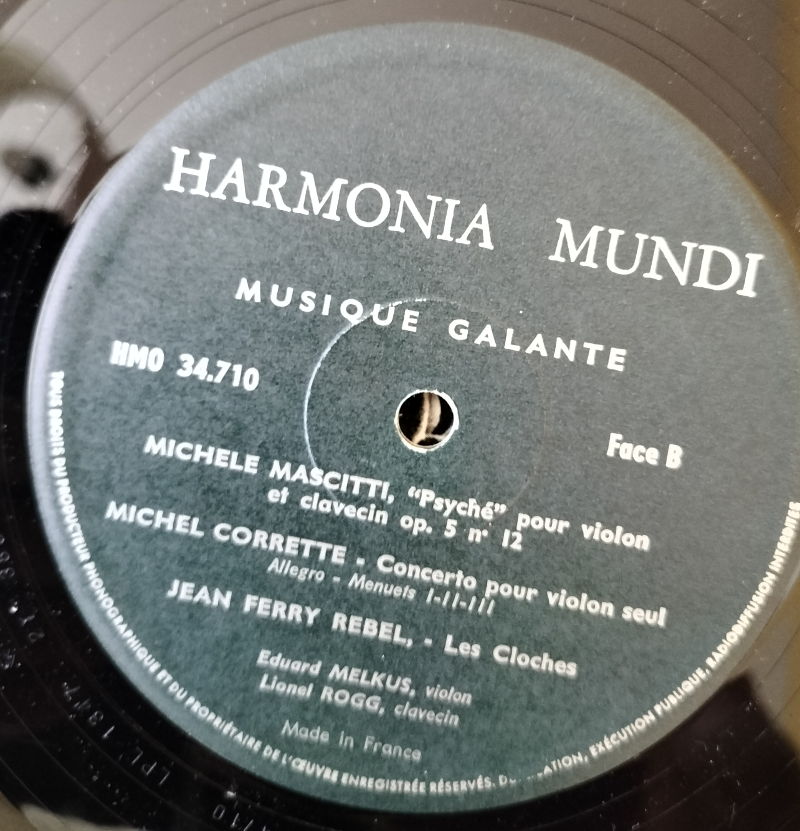 HARMONIA MUNDI
MUSIQUE GALANTE
HMO 34.710
Face B
MICHELE MASCITTI, “Psyché” pour violon
et clavecin op. 5 n° 12
MICHEL CORRETTE - Concerto pour violon seul
Allegro - Menuets I-II-III
JEAN FERRY REBEL, - Les Cloches
Eduard MELKUS, violon
Lionel ROGG, clavecin
Made in France
TOUS DROITS DU PRODUCTEUR PHONOGRAPHIQUE ET DU PROPRIÉTAIRE DE L'ŒUVRE ENREGISTRÉE RÉSERVÉS. EXÉCUTION PUBLIQUE, RADIODIFFUSION INTERDITES
LPL 1347